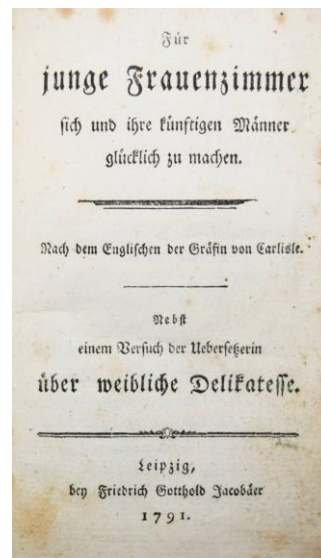 Für
junge Frauenzimmer
sich und ihre künftigen Männer
glücklich zu machen.
Nach dem Englischen der Gräfin von Carlisle.
Nebst
einem Versuch der Uebersetzerin
über weibliche Delikatesse.
Leipzig,
bey Friedrich Gotthold Jacobäer
1791.